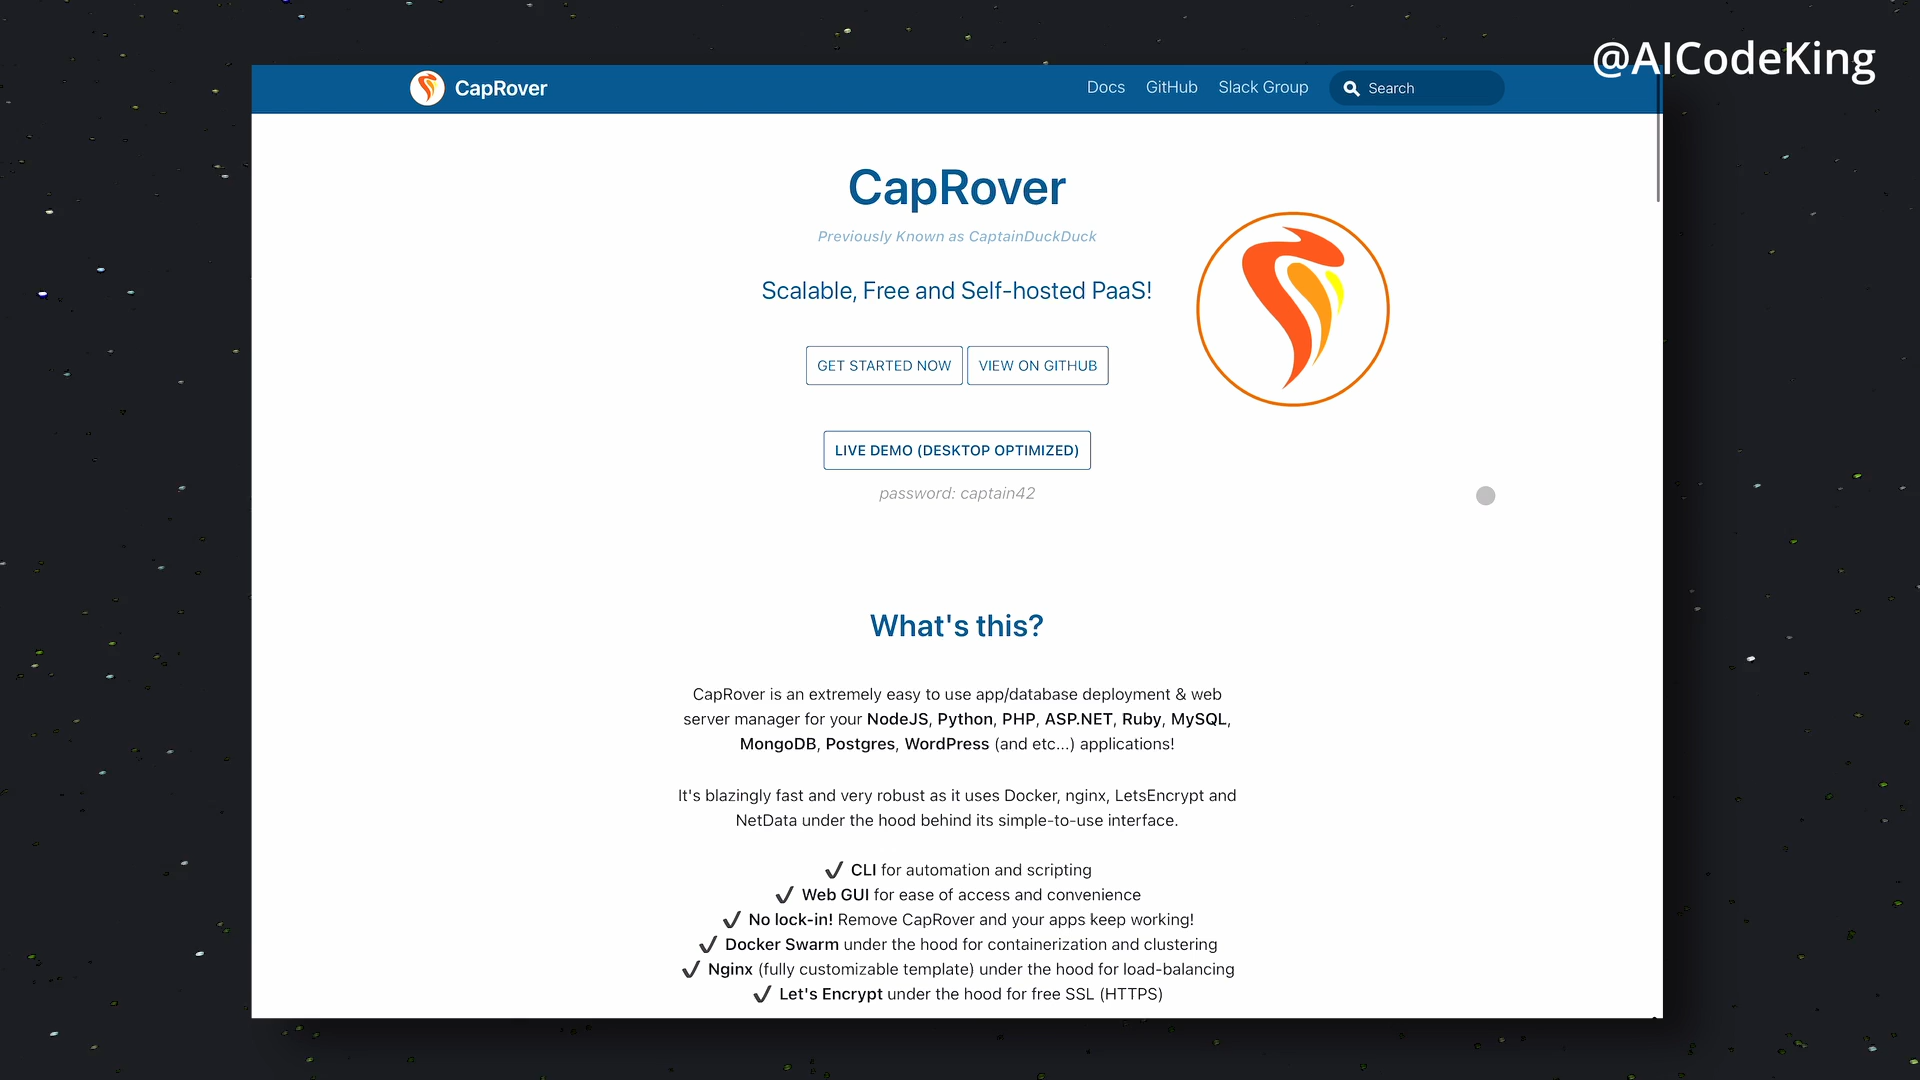 @AICodeKing
CapRover
Docs
GitHub
Slack Group
Search
CapRover
Previously Known as CaptainDuckDuck
Scalable, Free and Self-hosted PaaS!
GET STARTED NOW
VIEW ON GITHUB
LIVE DEMO (DESKTOP OPTIMIZED)
password: captain42
What's this?
CapRover is an extremely easy to use app/database deployment & web
server manager for your NodeJS, Python, PHP, ASP.NET, Ruby, MySQL,
MongoDB, Postgres, WordPress (and etc...) applications!
It's blazingly fast and very robust as it uses Docker, nginx, LetsEncrypt and
NetData under the hood behind its simple-to-use interface.
✔ CLI for automation and scripting
✔ Web GUI for ease of access and convenience
✔ No lock-in! Remove CapRover and your apps keep working!
✔ Docker Swarm under the hood for containerization and clustering
✔ Nginx (fully customizable template) under the hood for load-balancing
✔ Let's Encrypt under the hood for free SSL (HTTPS)